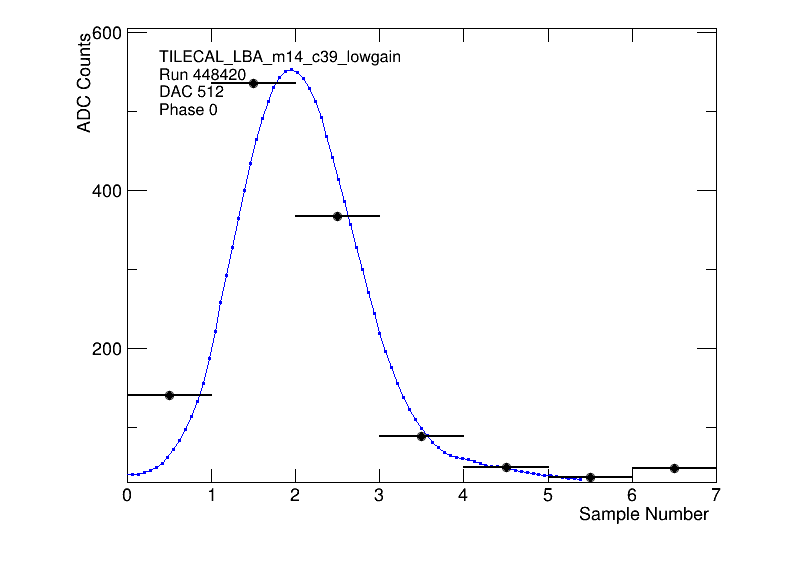 600
TILECAL_LBA_m14_c39_lowgain
Run 448420
DAC 512
Phase 0
ADC Counts
400
200
0 1 2 3 4 5 6 7
Sample Number